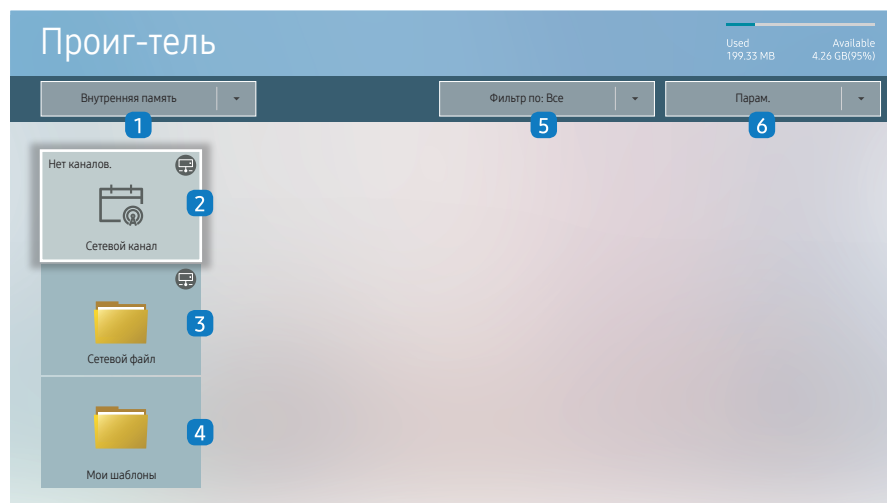 Проиг-тель
Used Available
199.33 MB 4.26 GB(95%)
Внутренняя память
Фильтр по: Все
Парам.
1
5
6
Нет каналов.
2
Сетевой канал
3
Сетевой файл
4
Мои шаблоны